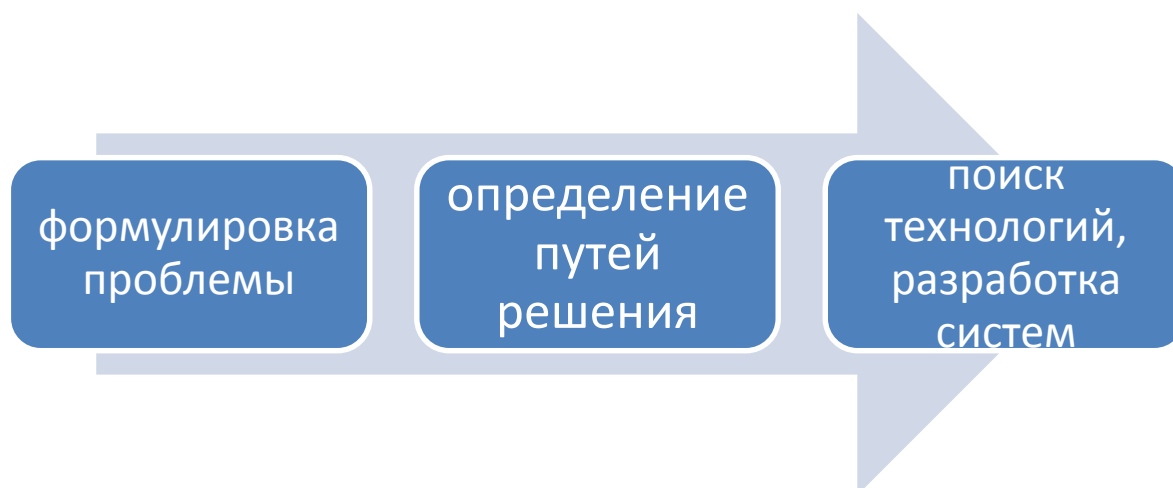 формулировка
проблемы
определение
путей
решения
поиск
технологий,
разработка
систем